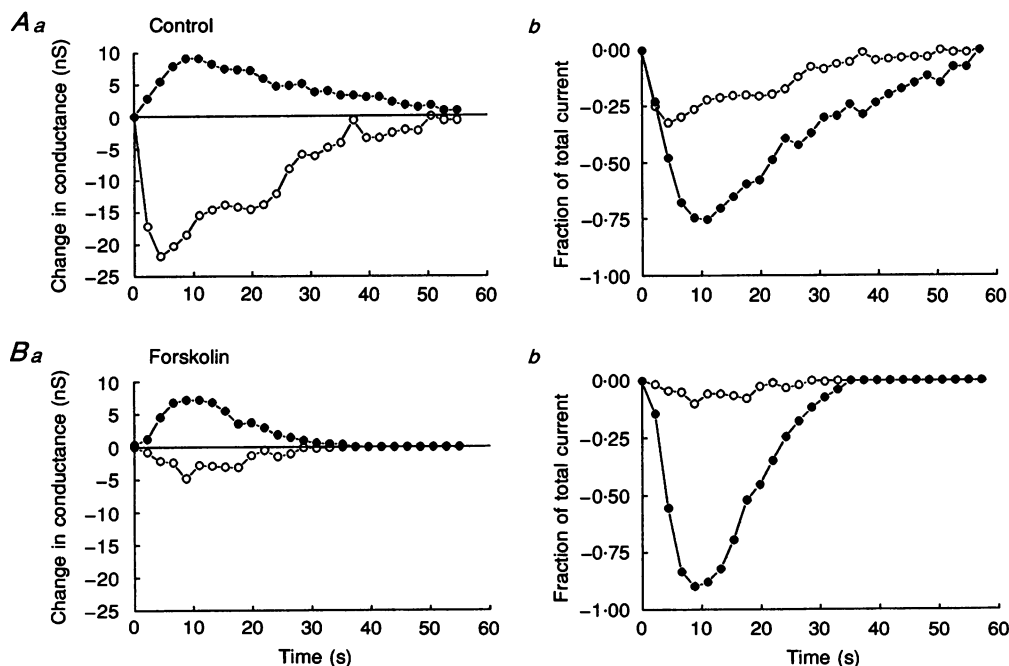 A a Control
Change in conductance (nS)
10
5
0
−5
−10
−15
−20
−25
0 10 20 30 40 50 60
b
Fraction of total current
0·00
−0·25
−0·50
−0·75
−1·00
0 10 20 30 40 50 60
B a Forskolin
Change in conductance (nS)
10
5
0
−5
−10
−15
−20
−25
0 10 20 30 40 50 60
Time (s)
b
Fraction of total current
0·00
−0·25
−0·50
−0·75
−1·00
0 10 20 30 40 50 60
Time (s)